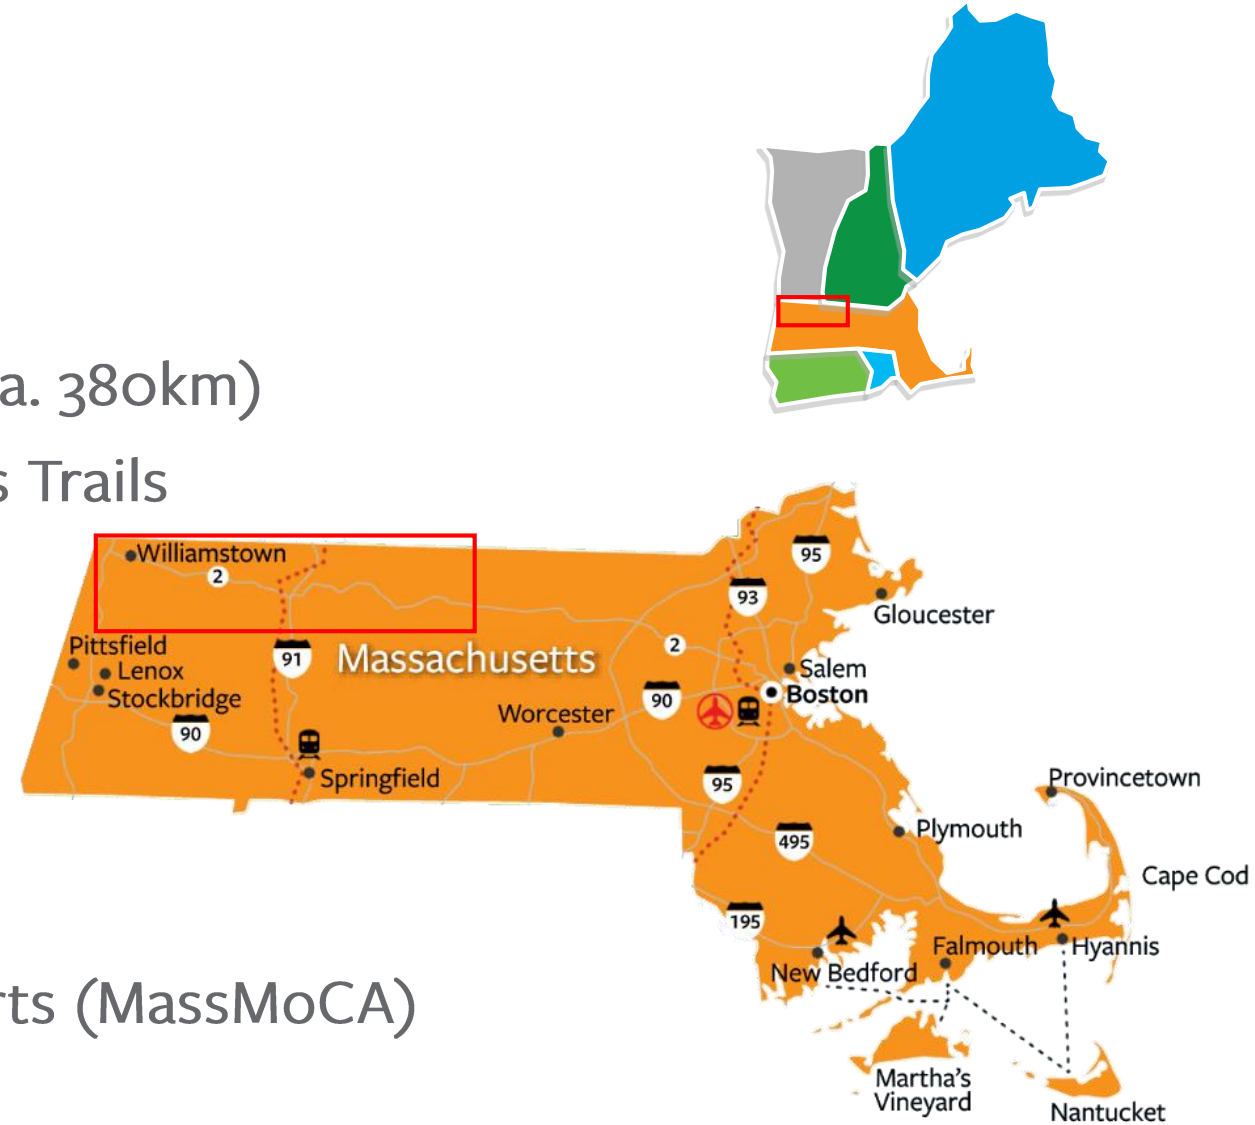 a. 380km)
s Trails
95
Williamstown
2
93
Gloucester
Pittsfield
91
Massachusetts
2
Lenox
Salem
Stockbridge
90
Boston
90
Worcester
Springfield
95
Provincetown
Plymouth
495
Cape Cod
195
Falmouth
Hyannis
New Bedford
rts (MassMoCA)
Martha's
Vineyard
Nantucket